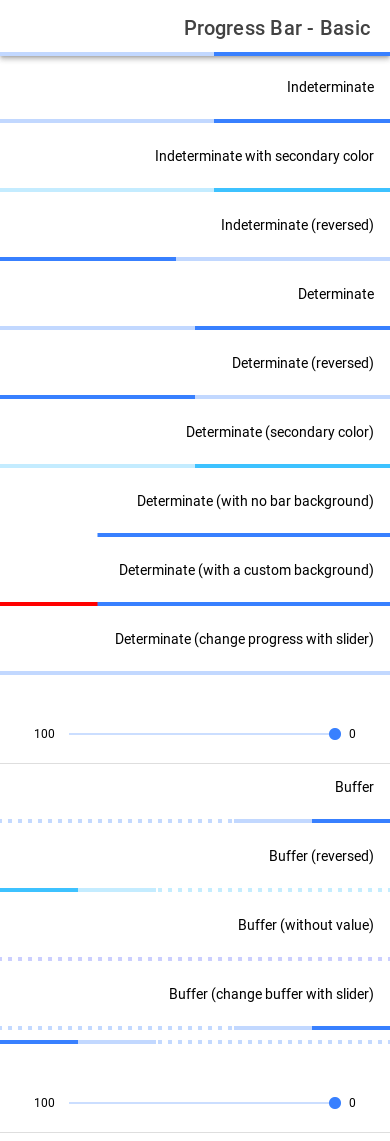 Progress Bar - Basic
Indeterminate
Indeterminate with secondary color
Indeterminate (reversed)
Determinate
Determinate (reversed)
Determinate (secondary color)
Determinate (with no bar background)
Determinate (with a custom background)
Determinate (change progress with slider)
100 0
Buffer
Buffer (reversed)
Buffer (without value)
Buffer (change buffer with slider)
100 0